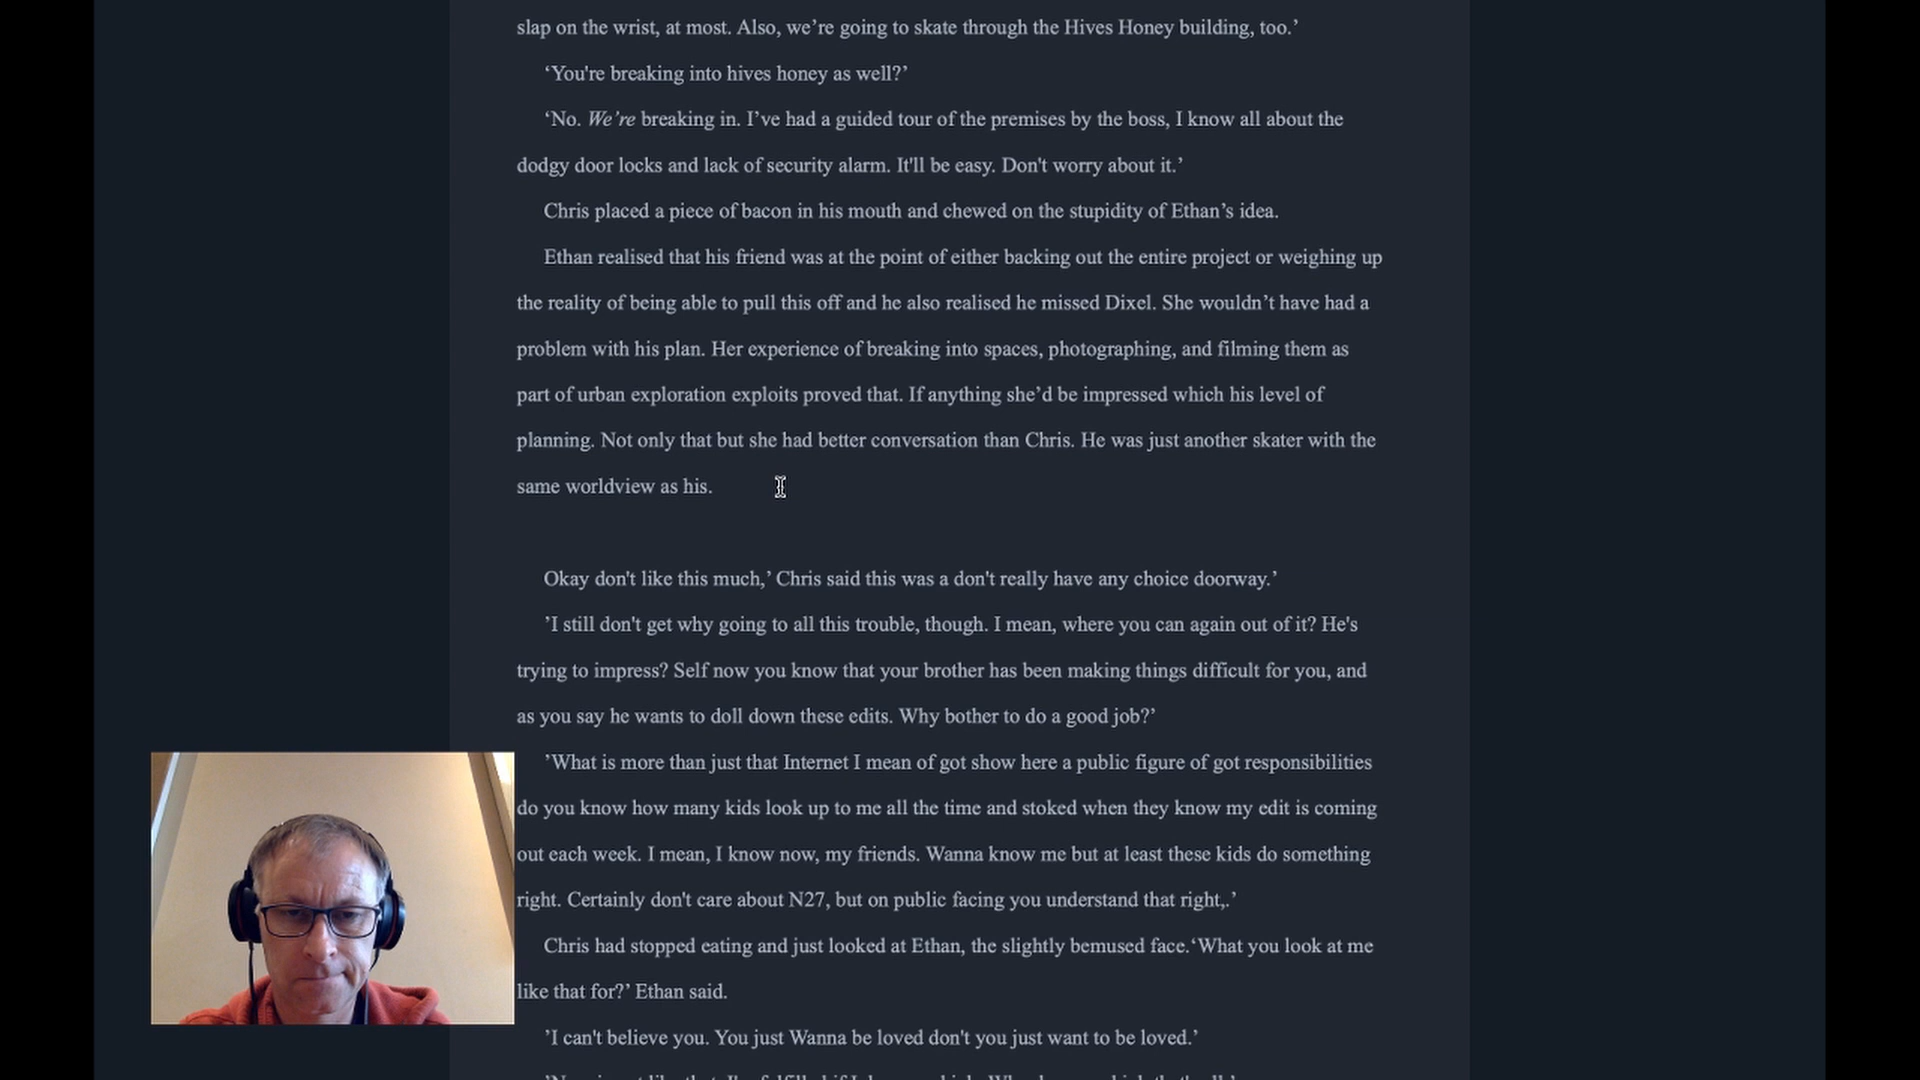 slap on the wrist, at most. Also, we’re going to skate through the Hives Honey building, too.’
‘You're breaking into hives honey as well?’
‘No. We’re breaking in. I’ve had a guided tour of the premises by the boss, I know all about the
dodgy door locks and lack of security alarm. It'll be easy. Don't worry about it.’
Chris placed a piece of bacon in his mouth and chewed on the stupidity of Ethan’s idea.
Ethan realised that his friend was at the point of either backing out the entire project or weighing up
the reality of being able to pull this off and he also realised he missed Dixel. She wouldn’t have had a
problem with his plan. Her experience of breaking into spaces, photographing, and filming them as
part of urban exploration exploits proved that. If anything she’d be impressed which his level of
planning. Not only that but she had better conversation than Chris. He was just another skater with the
same worldview as his.
Okay don't like this much,’ Chris said this was a don't really have any choice doorway.’
’I still don't get why going to all this trouble, though. I mean, where you can again out of it? He's
trying to impress? Self now you know that your brother has been making things difficult for you, and
as you say he wants to doll down these edits. Why bother to do a good job?’
’What is more than just that Internet I mean of got show here a public figure of got responsibilities
do you know how many kids look up to me all the time and stoked when they know my edit is coming
out each week. I mean, I know now, my friends. Wanna know me but at least these kids do something
right. Certainly don't care about N27, but on public facing you understand that right,.’
Chris had stopped eating and just looked at Ethan, the slightly bemused face.‘What you look at me
like that for?’ Ethan said.
’I can't believe you. You just Wanna be loved don't you just want to be loved.’